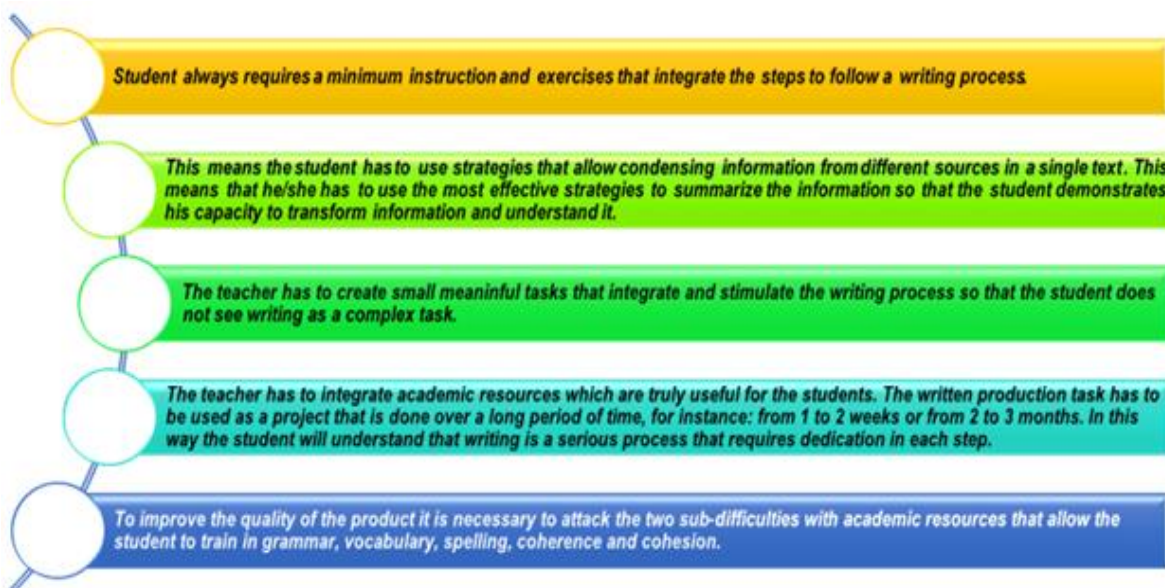 Student always requires a minimum instruction and exercises that integrate the steps to follow a writing process.
This means the student has to use strategies that allow condensing information from different sources in a single text. This
means that he/she has to use the most effective strategies to summarize the information so that the student demonstrates
his capacity to transform information and understand it.
The teacher has to create small meaninful tasks that integrate and stimulate the writing process so that the student does
not see writing as a complex task.
The teacher has to integrate academic resources which are truly useful for the students. The written production task has to
be used as a project that is done over a long period of time, for instance: from 1 to 2 weeks or from 2 to 3 months. In this
way the student will understand that writing is a serious process that requires dedication in each step.
To improve the quality of the product it is necessary to attack the two sub-difficulties with academic resources that allow the
student to train in grammar, vocabulary, spelling, coherence and cohesion.